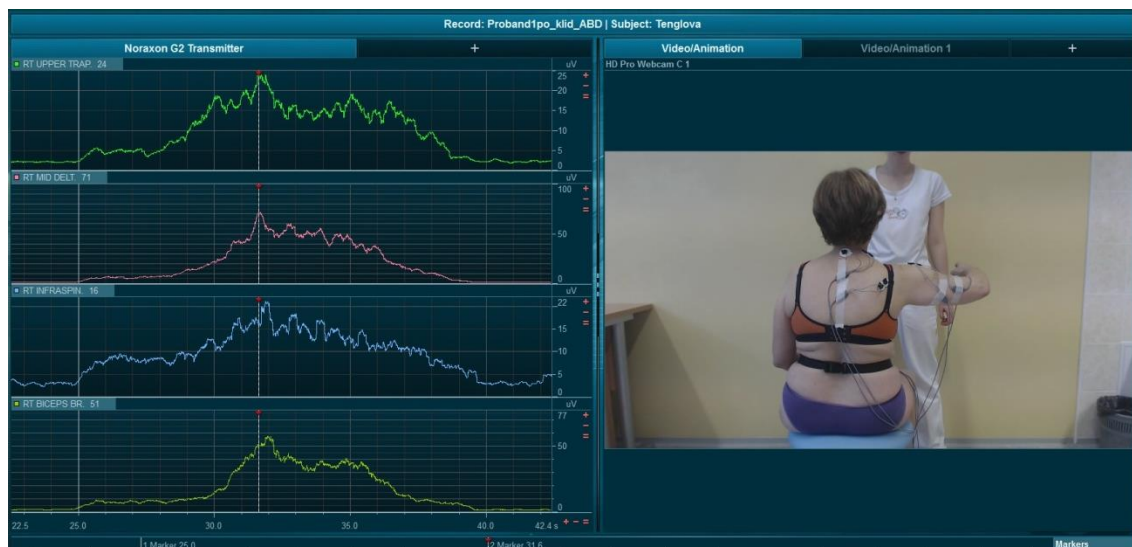 Record: Proband1po_klid_ABD | Subject: Tenglova
Noraxon G2 Transmitter
+
Video/Animation
Video/Animation 1
+
HD Pro Webcam C 1
RT UPPER TRAP. 24
uV
25
20
15
10
5
0
+
−
=
RT MID DELT. 71
uV
100
50
0
+
−
=
RT INFRASPIN. 16
uV
22
15
10
5
0
+
−
=
RT BICEPS BR. 51
uV
77
50
0
+
−
=
22.5 25.0 30.0 35.0 40.0 42.4 s + − =
1 Marker 25.0
2 Marker 31.6
Markers